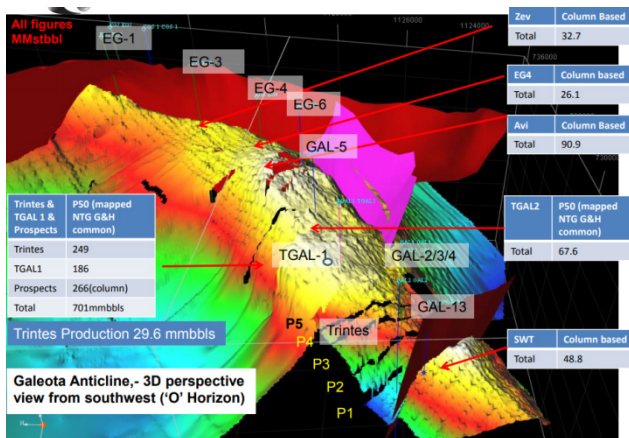 All figures
MMstbbl
EG-1
EG-3
EG-4
EG-6
GAL-5
TGAL-1
GAL-2/3/4
GAL-13
Trintes
P5
P4
P3
P2
P1
1128000
1124000
736000
Zev Column Based
Total 32.7
EG4 Column based
Total 26.1
Avi Column Based
Total 90.9
TGAL2 P50 (mapped
NTG G&H
common)
Total 67.6
SWT Column based
Total 48.8
Trintes &
TGAL 1 &
Prospects
P50 (mapped
NTG G&H
common)
Trintes 249
TGAL1 186
Prospects 266(column)
Total 701mmbbls
Trintes Production 29.6 mmbbls
Galeota Anticline,- 3D perspective
view from southwest (‘O’ Horizon)